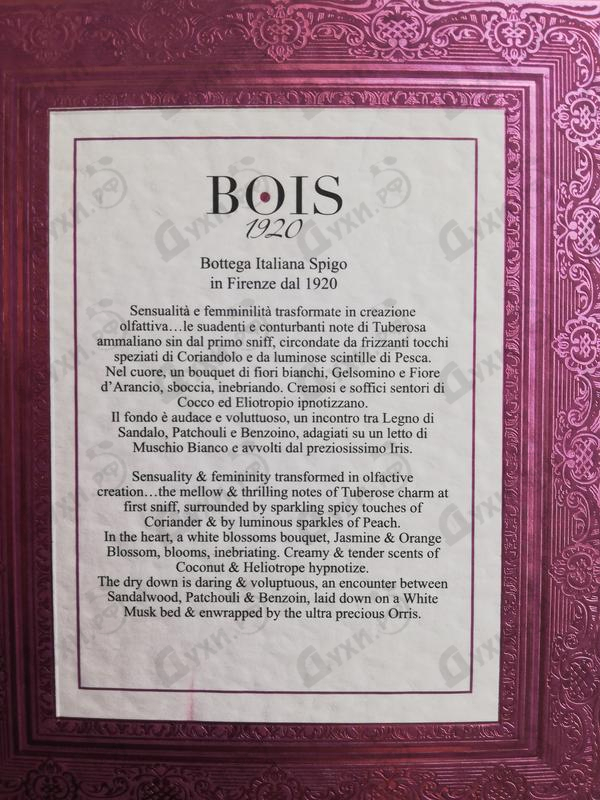 BOIS
1920
Bottega Italiana Spigo
in Firenze dal 1920
Sensualità e femminilità trasformate in creazione
olfattiva…le suadenti e conturbanti note di Tuberosa
ammaliano sin dal primo sniff, circondate da frizzanti tocchi
speziati di Coriandolo e da luminose scintille di Pesca.
Nel cuore, un bouquet di fiori bianchi, Gelsomino e Fiore
d’Arancio, sboccia, inebriando. Cremosi e soffici sentori di
Cocco ed Eliotropio ipnotizzano.
Il fondo è audace e voluttuoso, un incontro tra Legno di
Sandalo, Patchouli e Benzoino, adagiati su un letto di
Muschio Bianco e avvolti dal preziosissimo Iris.
Sensuality & femininity transformed in olfactive
creation…the mellow & thrilling notes of Tuberose charm at
first sniff, surrounded by sparkling spicy touches of
Coriander & by luminous sparkles of Peach.
In the heart, a white blossoms bouquet, Jasmine & Orange
Blossom, blooms, inebriating. Creamy & tender scents of
Coconut & Heliotrope hypnotize.
The dry down is daring & voluptuous, an encounter between
Sandalwood, Patchouli & Benzoin, laid down on a White
Musk bed & enwrapped by the ultra precious Orris.
Духи.рф